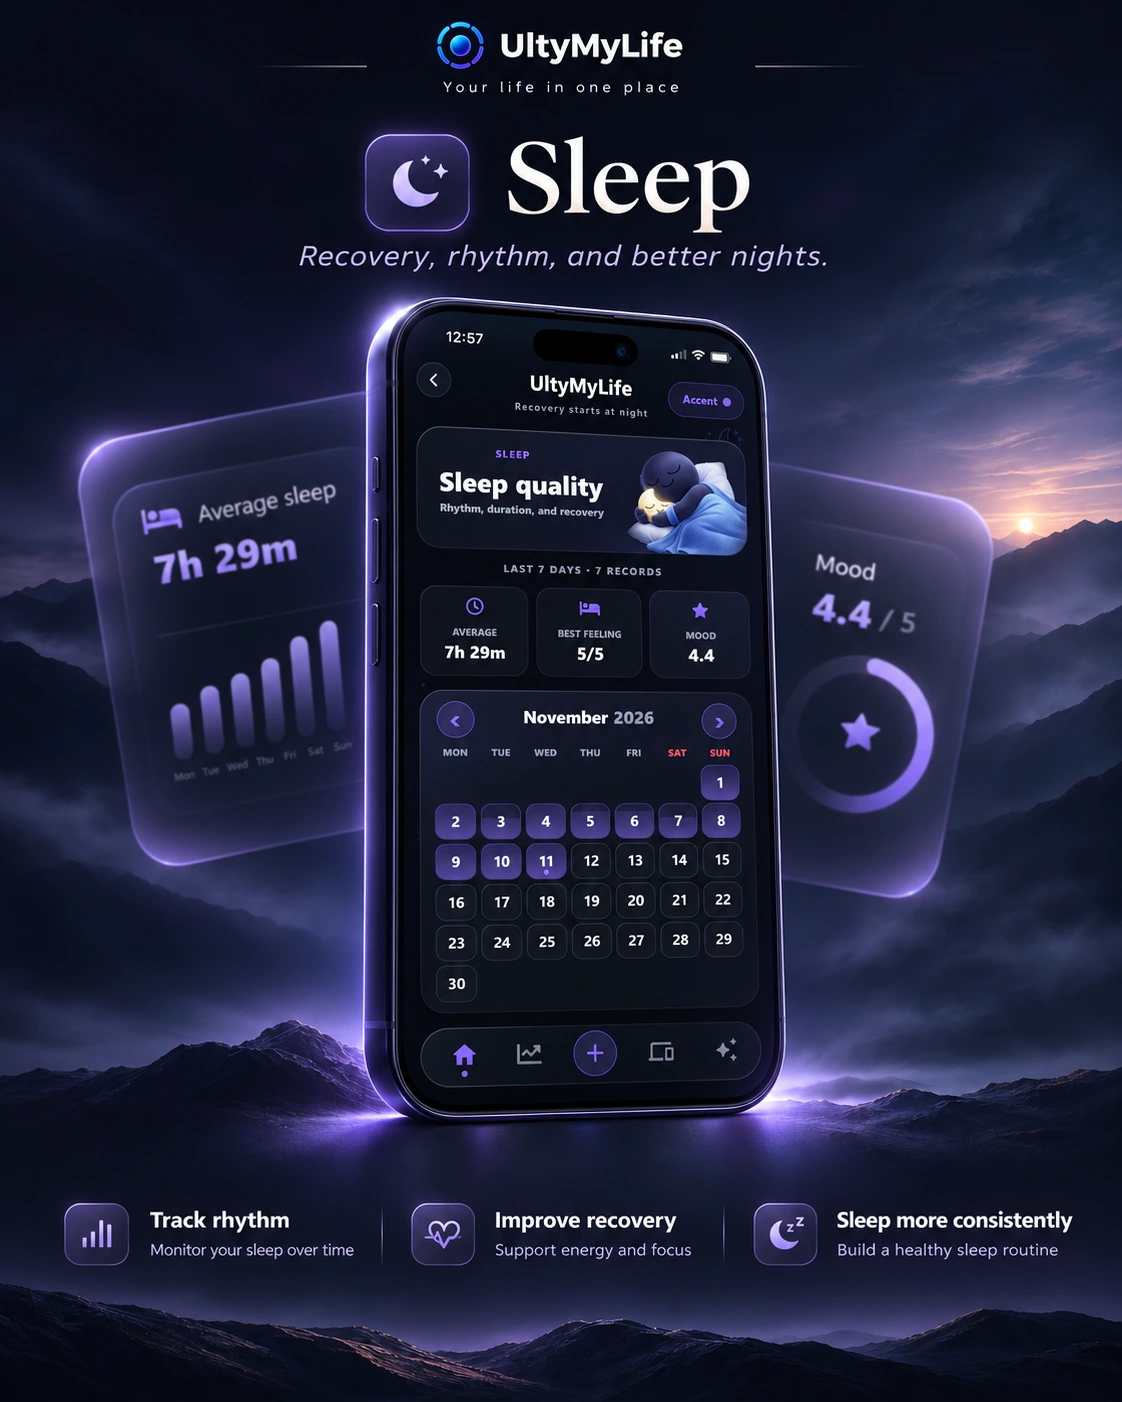 UltyMyLife
Your life in one place
Sleep
Recovery, rhythm, and better nights.
Average sleep
7h 29m
Mon Tue Wed Thu Fri Sat Sun
12:57
UltyMyLife
Recovery starts at night
Accent
SLEEP
Sleep quality
Rhythm, duration, and recovery
LAST 7 DAYS • 7 RECORDS
AVERAGE
7h 29m
BEST FEELING
5/5
MOOD
4.4
November 2026
MON TUE WED THU FRI SAT SUN
1
2 3 4 5 6 7 8
9 10 11 12 13 14 15
16 17 18 19 20 21 22
23 24 25 26 27 28 29
30
Mood
4.4 / 5
Track rhythm
Monitor your sleep over time
Improve recovery
Support energy and focus
z z
Sleep more consistently
Build a healthy sleep routine